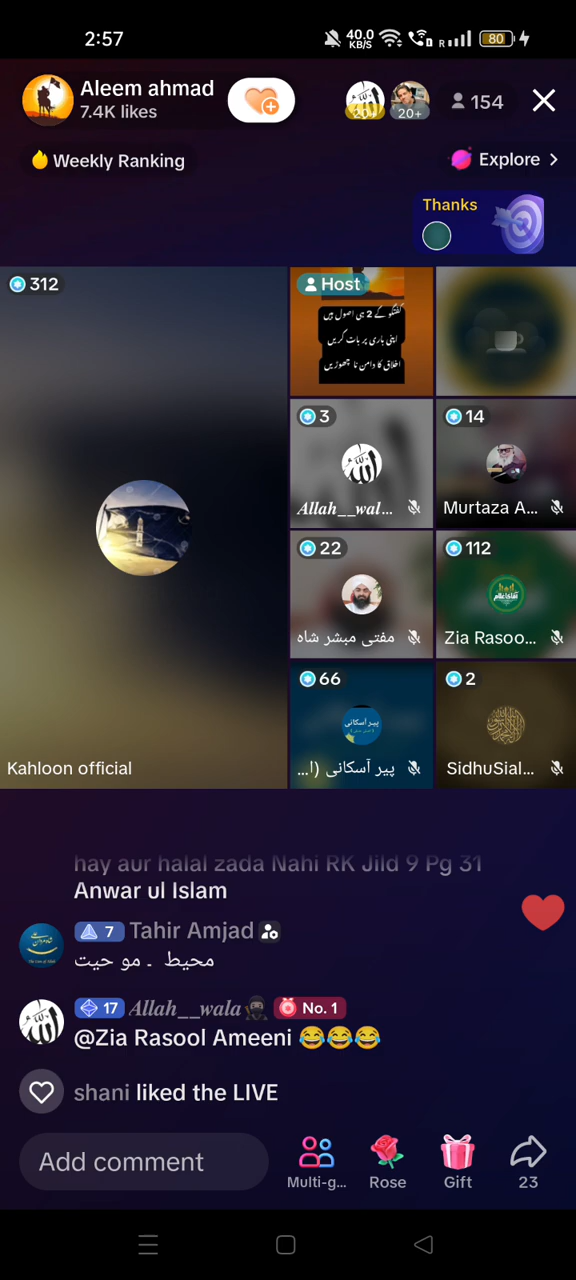 2:57
40.0
KB/S
R
80
Aleem ahmad
7.4K likes
20+
20+
154
Weekly Ranking
Explore >
Thanks
312
Host
گفتگو کے 2 ہی اصول ہیں
اپنی باری پر بات کریں
اخلاق کا دامن نا چھوڑیں
3
Allah__wal...
14
Murtaza A...
22
مفتی مبشر شاہ
112
Zia Rasoo...
66
پیر آسکانی
پیر آسکانی (ا...
2
SidhuSial...
Kahloon official
hay aur halal zada Nahi RK Jild 9 Pg 31
Anwar ul Islam
7 Tahir Amjad
محیط ۔ مو حیت
17 Allah__wala🥷 No. 1
@Zia Rasool Ameeni 😂😂😂
shani liked the LIVE
Add comment
Multi-g...
Rose
Gift
23